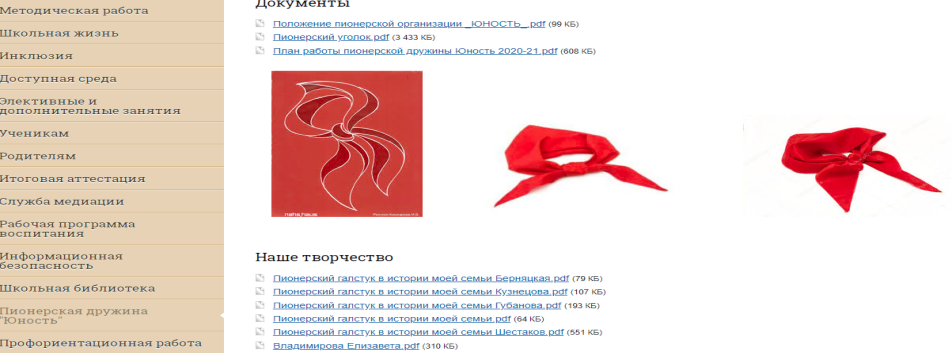 Методическая работа
Школьная жизнь
Инклюзия
Доступная среда
Элективные и
дополнительные занятия
Ученикам
Родителям
Итоговая аттестация
Служба медиации
Рабочая программа
воспитания
Информационная
безопасность
Школьная библиотека
Пионерская дружина
"Юность"
Профориентационная работа
Документы
Положение пионерской организации _ЮНОСТЬ_.pdf (99 КБ)
Пионерский уголок.pdf (3 433 КБ)
План работы пионерской дружины Юность 2020-21.pdf (608 КБ)
Наше творчество
Пионерский галстук в истории моей семьи Берняцкая.pdf (79 КБ)
Пионерский галстук в истории моей семьи Кузнецова.pdf (107 КБ)
Пионерский галстук в истории моей семьи Губанова.pdf (193 КБ)
Пионерский галстук в истории моей семьи.pdf (64 КБ)
Пионерский галстук в истории моей семьи Шестаков.pdf (551 КБ)
Владимирова Елизавета.pdf (310 КБ)